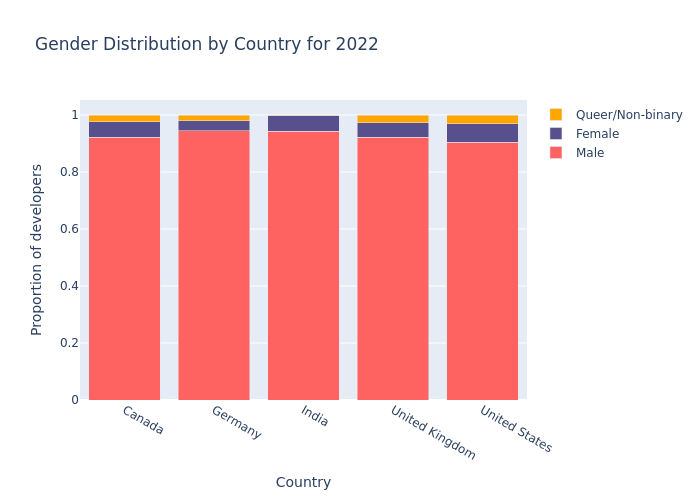 Gender Distribution by Country for 2022
Queer/Non-binary
Female
Male
Proportion of developers
1
0.8
0.6
0.4
0.2
0
Canada
Germany
India
United Kingdom
United States
Country